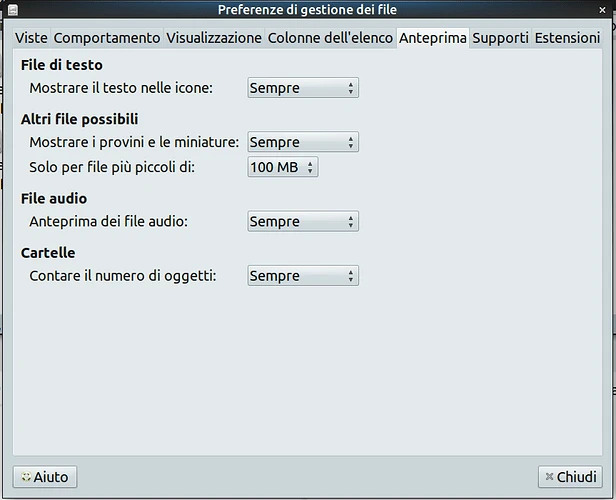 Preferenze di gestione dei file
Viste Comportamento Visualizzazione Colonne dell'elenco Anteprima Supporti Estensioni
File di testo
Mostrare il testo nelle icone: Sempre
Altri file possibili
Mostrare i provini e le miniature: Sempre
Solo per file più piccoli di: 100 MB
File audio
Anteprima dei file audio: Sempre
Cartelle
Contare il numero di oggetti: Sempre
Aiuto Chiudi